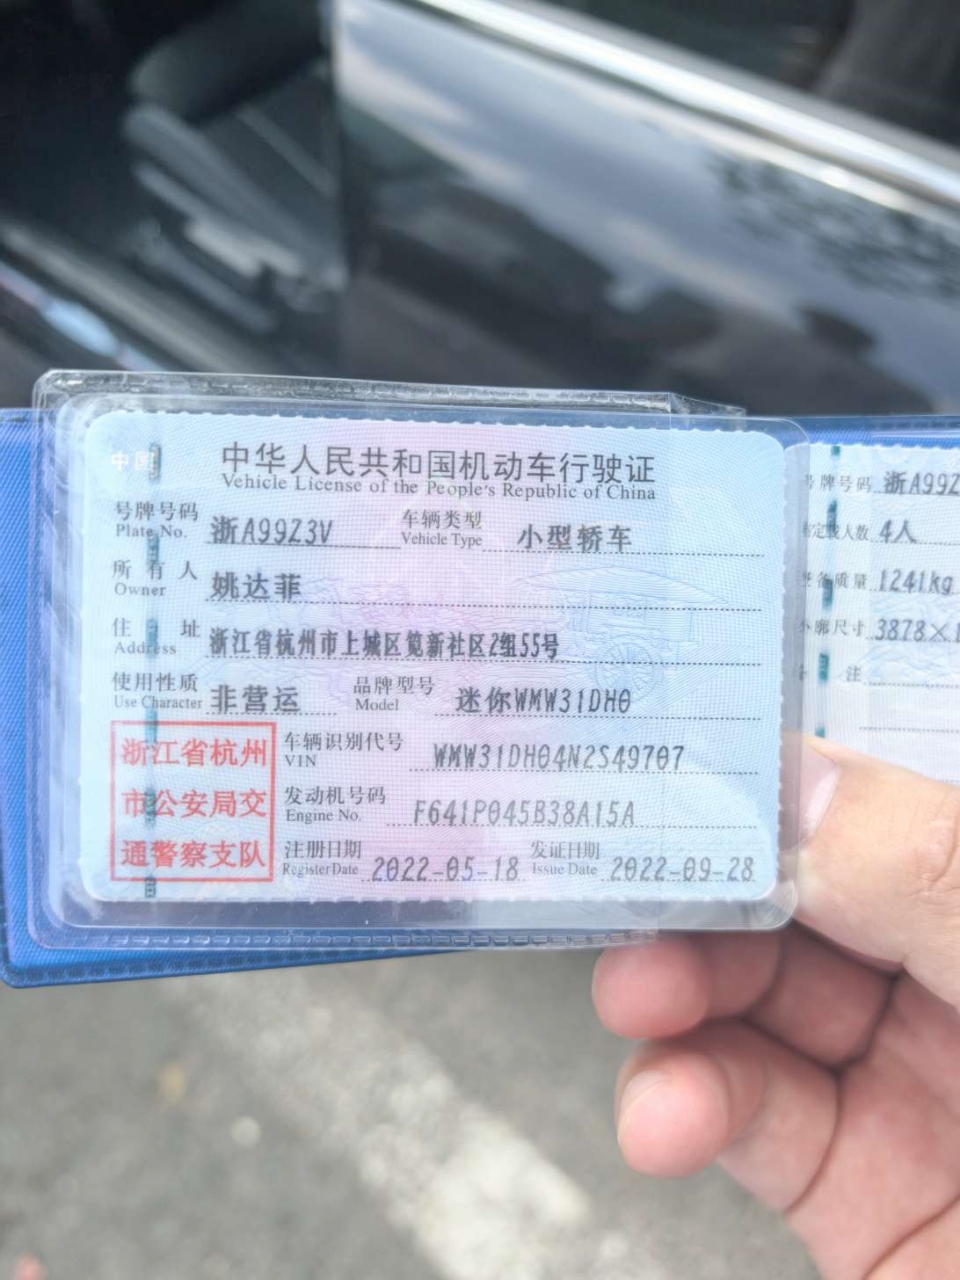 中国
中华人民共和国机动车行驶证
Vehicle License of the People's Republic of China
号牌号码 浙A99Z3V 车辆类型 小型轿车
Plate No. Vehicle Type
所有人 姚达菲
Owner
住址 浙江省杭州市上城区笕新社区2组55号
Address
使用性质 非营运 品牌型号 迷你WMW31DH0
Use Character Model
浙江省杭州
市公安局交
通警察支队
车辆识别代号 WMW31DH04N2S49707
VIN
发动机号码 F641P045B38A15A
Engine No.
注册日期 2022-05-18 发证日期 2022-09-28
Register Date Issue Date
号牌号码 浙A99Z
人数 4人
质量 1241kg
廓尺寸 3878×1
注